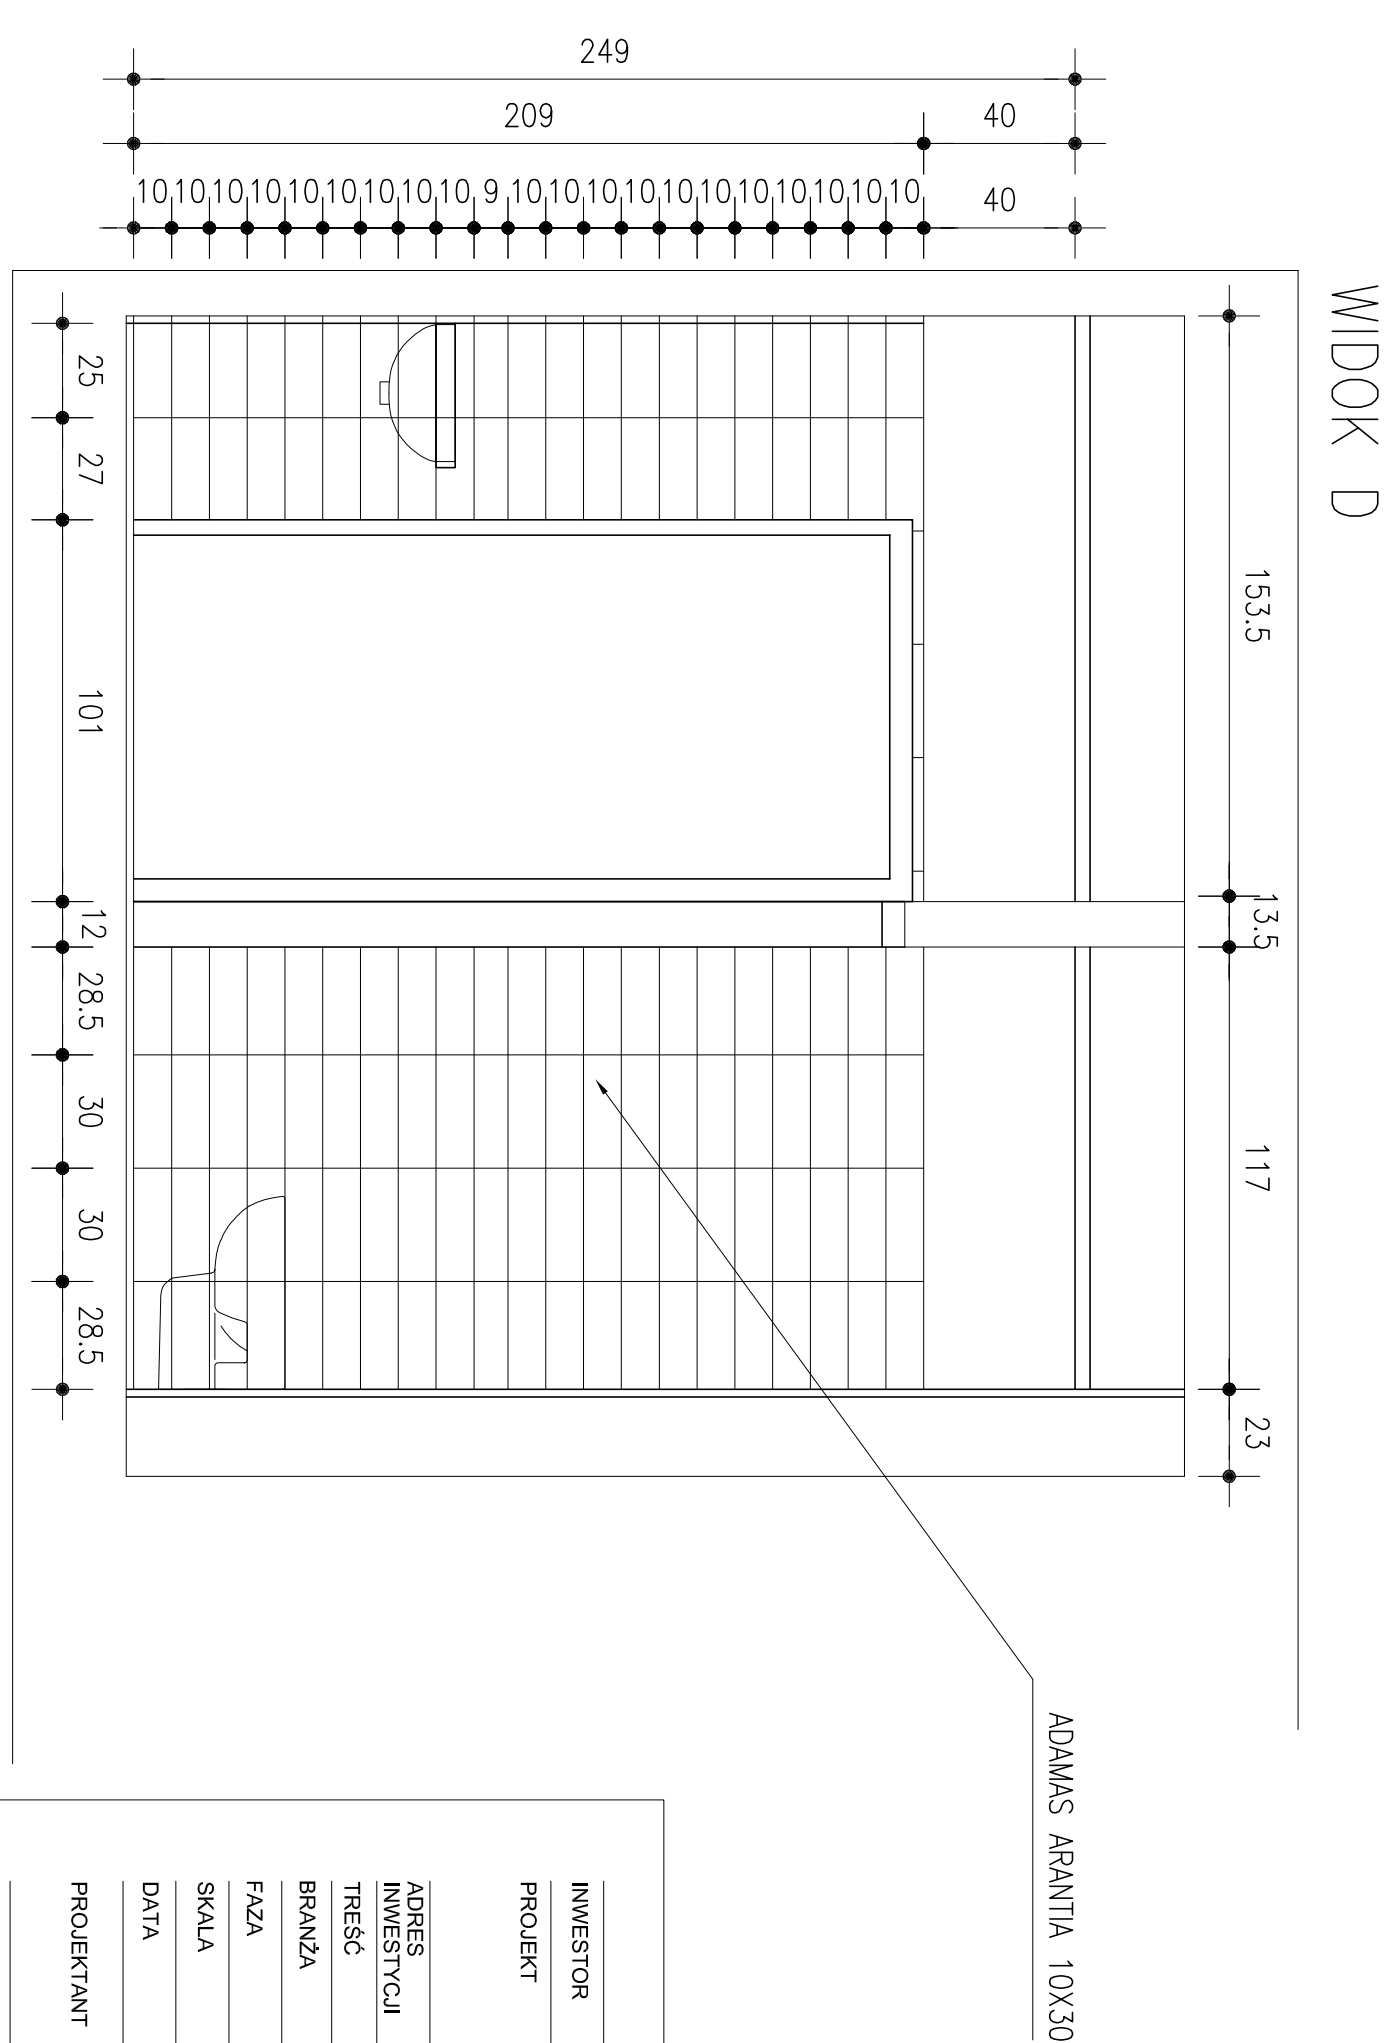 WIDOK D
153.5 13.5 117 23
249
209 40
10 10 10 10 10 10 10 10 10 9 10 10 10 10 10 10 10 10 10 10 10 40
25 27 101 12 28.5 30 30 28.5
ADAMAS ARANTIA 10X30
INWESTOR
PROJEKT
ADRES
INWESTYCJI
TREŚĆ
BRANŻA
FAZA
SKALA
DATA
PROJEKTANT